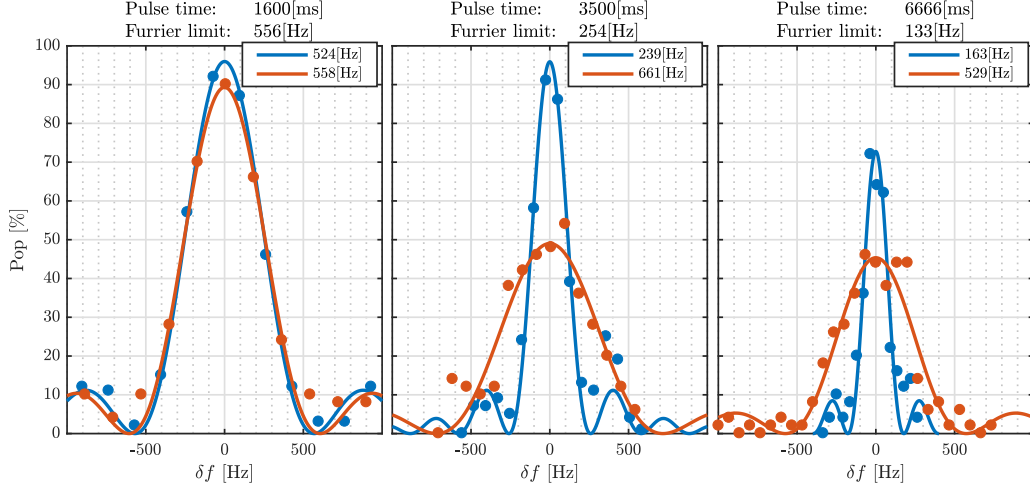 Pulse time: 1600[ms]
Furrier limit: 556[Hz]
Pulse time: 3500[ms]
Furrier limit: 254[Hz]
Pulse time: 6666[ms]
Furrier limit: 133[Hz]
524[Hz]
558[Hz]
239[Hz]
661[Hz]
163[Hz]
529[Hz]
100
90
80
70
60
50
40
30
20
10
0
Pop [%]
−500 0 500
−500 0 500
−500 0 500
δf [Hz]
δf [Hz]
δf [Hz]